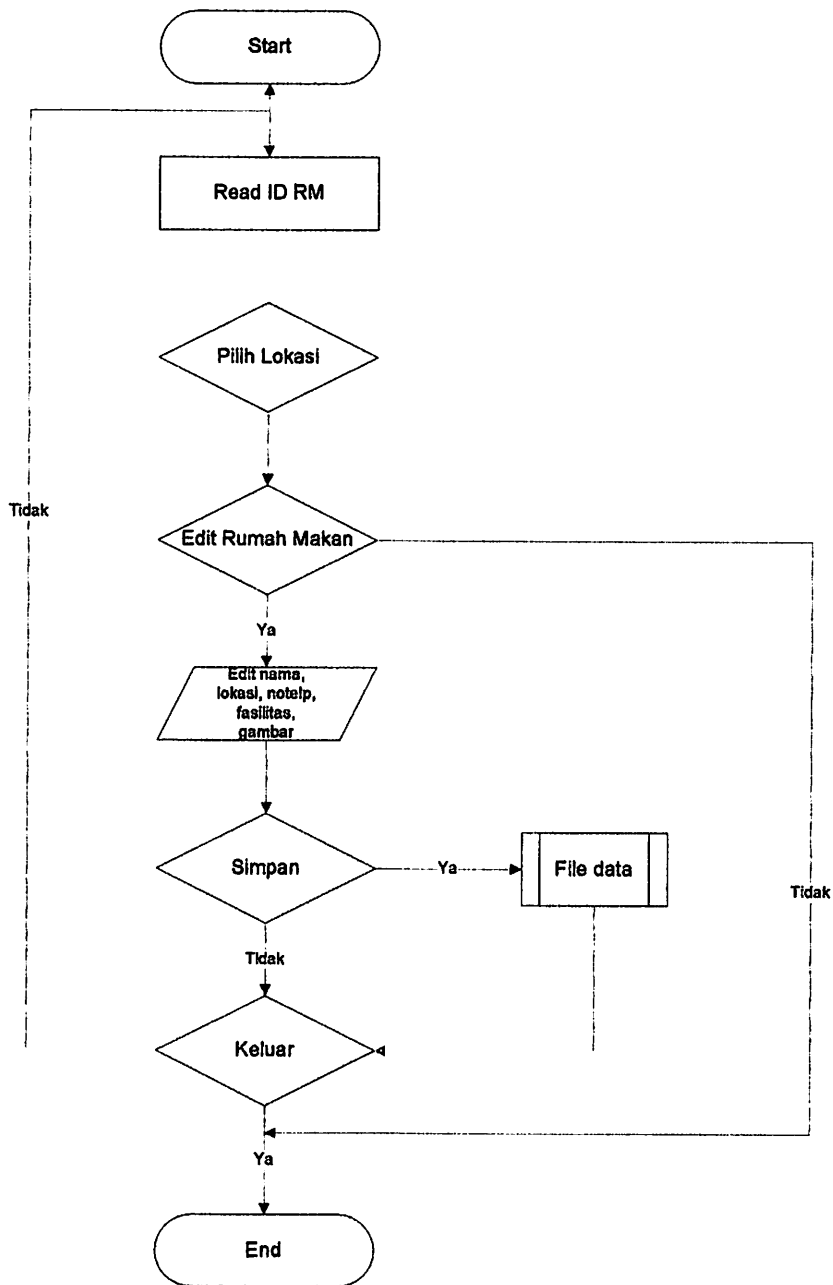 Start
Read ID RM
Pilih Lokasi
Tidak
Edit Rumah Makan
Ya
Edit nama,
lokasi, notelp,
fasilitas,
gambar
Simpan
Ya
File data
Tidak
Tidak
Keluar
Ya
End